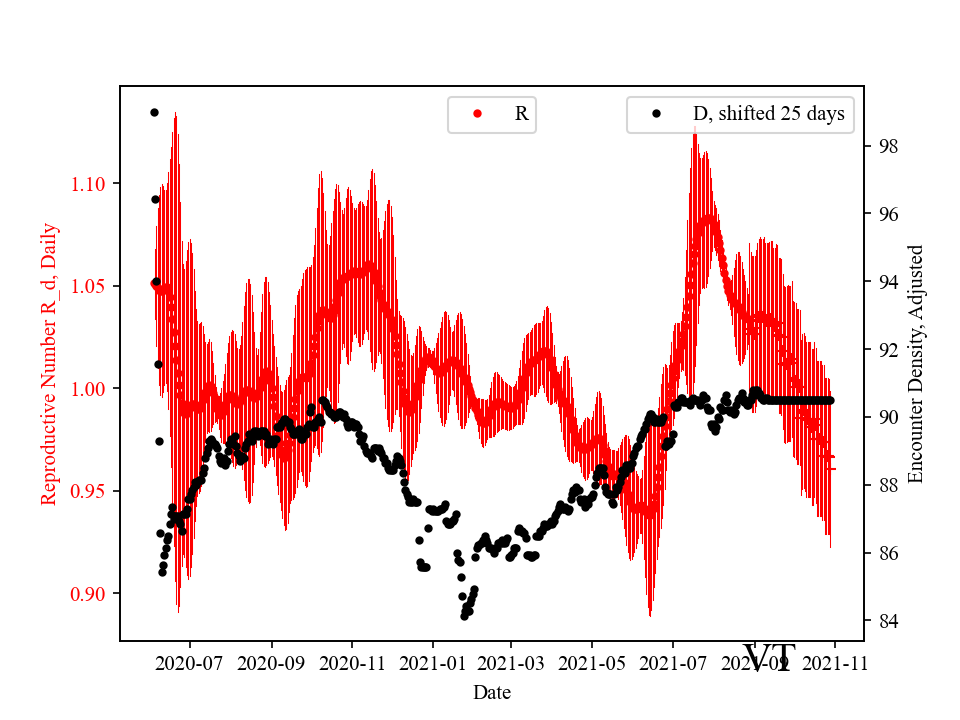 R
D, shifted 25 days
1.10
1.05
1.00
0.95
0.90
Reproductive Number R_d, Daily
98
96
94
92
90
88
86
84
Encounter Density, Adjusted
2020-07 2020-09 2020-11 2021-01 2021-03 2021-05 2021-07 2021-09 2021-11
VT
Date